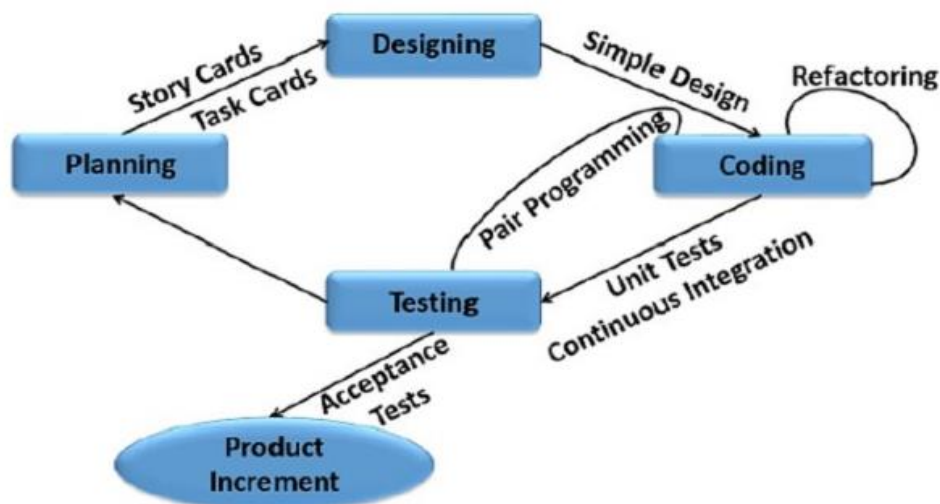 Designing
Story Cards
Task Cards
Simple Design
Refactoring
Planning
Pair Programming
Coding
Unit Tests
Continuous Integration
Testing
Acceptance
Tests
Product
Increment